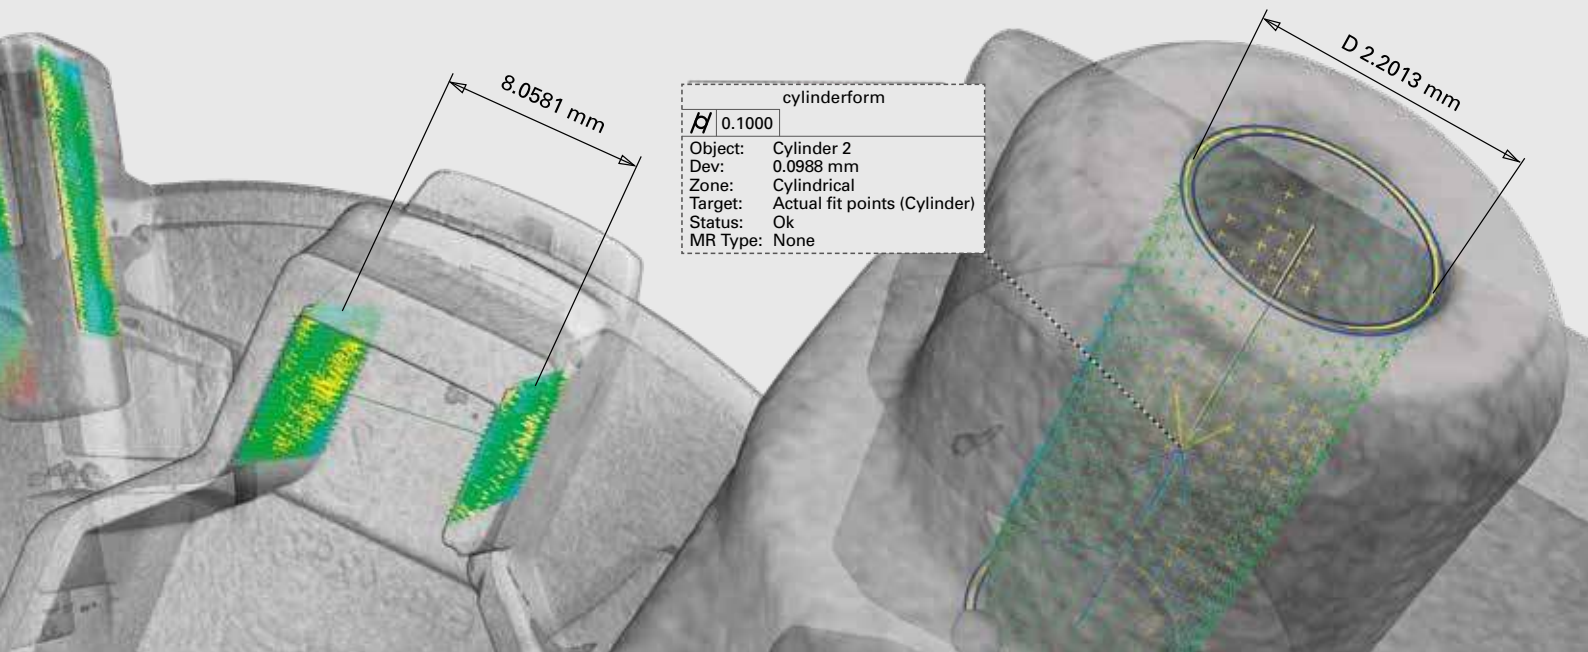 8.0581 mm
cylinderform
0.1000
Object: Cylinder 2
Dev: 0.0988 mm
Zone: Cylindrical
Target: Actual fit points (Cylinder)
Status: Ok
MR Type: None
D 2.2013 mm